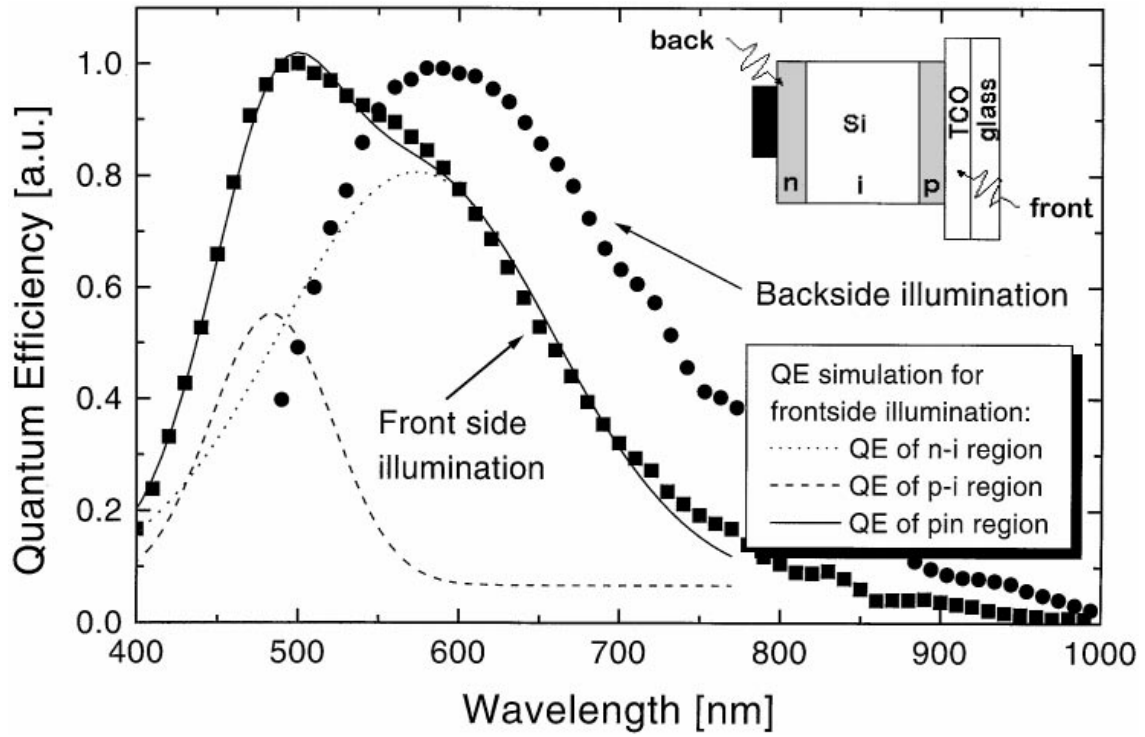 Quantum Efficiency [a.u.]
1.0
0.8
0.6
0.4
0.2
0.0
back
Si
n
i
p
TCO
glass
front
Backside illumination
Front side
illumination
QE simulation for
frontside illumination:
QE of n-i region
QE of p-i region
QE of pin region
400
500
600
700
800
900
1000
Wavelength [nm]